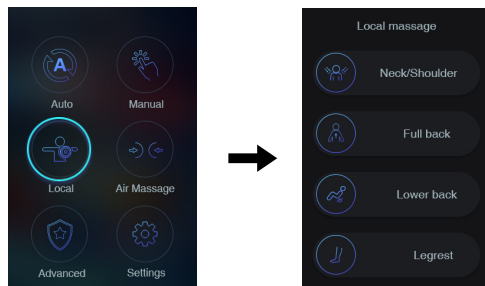 A
Auto
Manual
Local
Air Massage
Advanced
Settings
Local massage
Neck/Shoulder
Full back
Lower back
Legrest